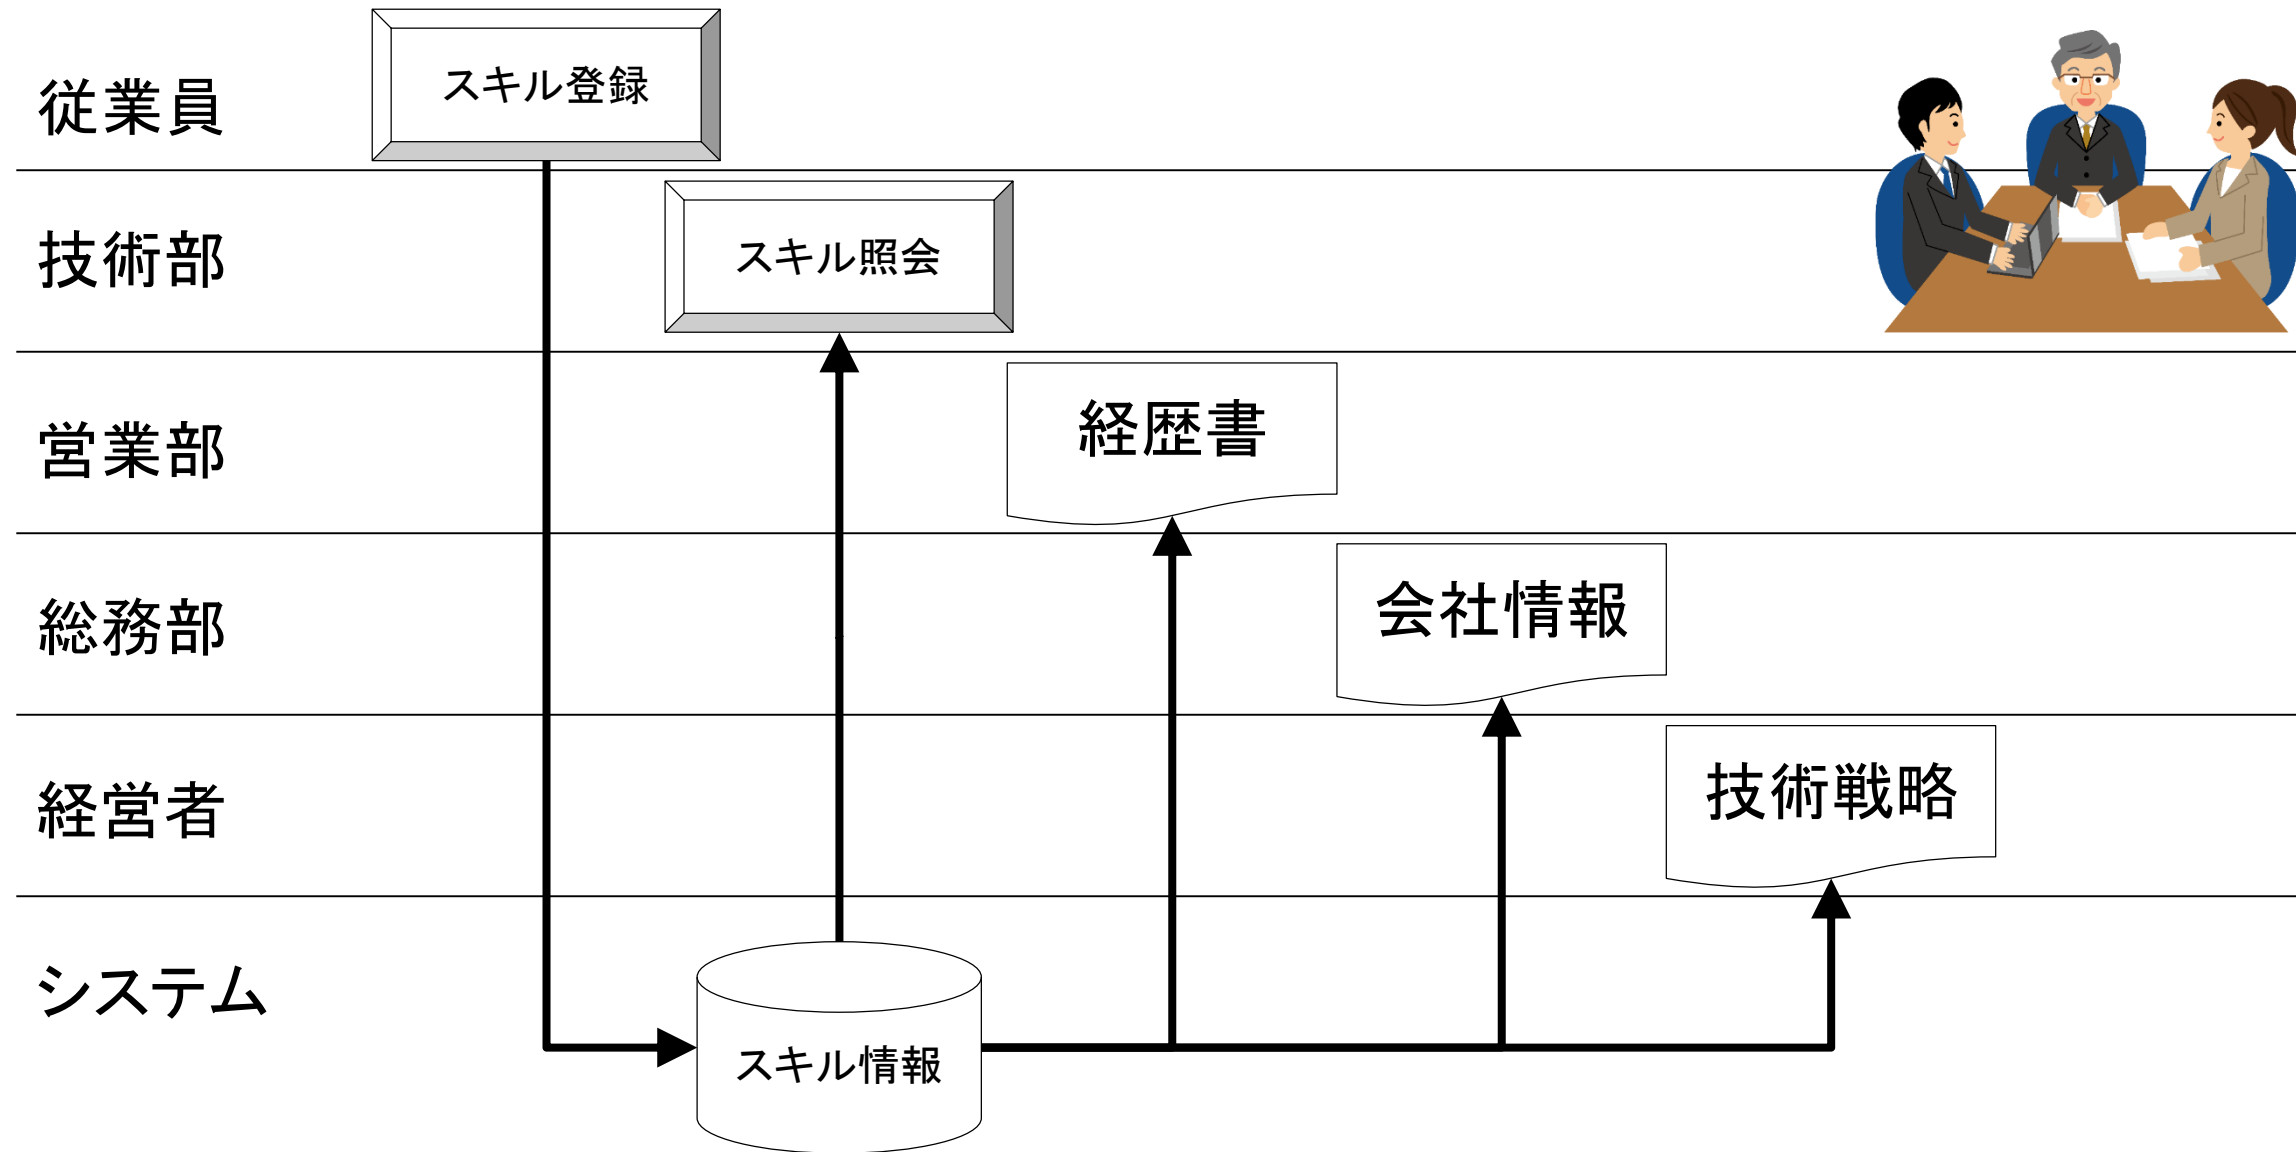 従業員
スキル登録
技術部
スキル照会
営業部
経歴書
総務部
会社情報
経営者
技術戦略
システム
スキル情報